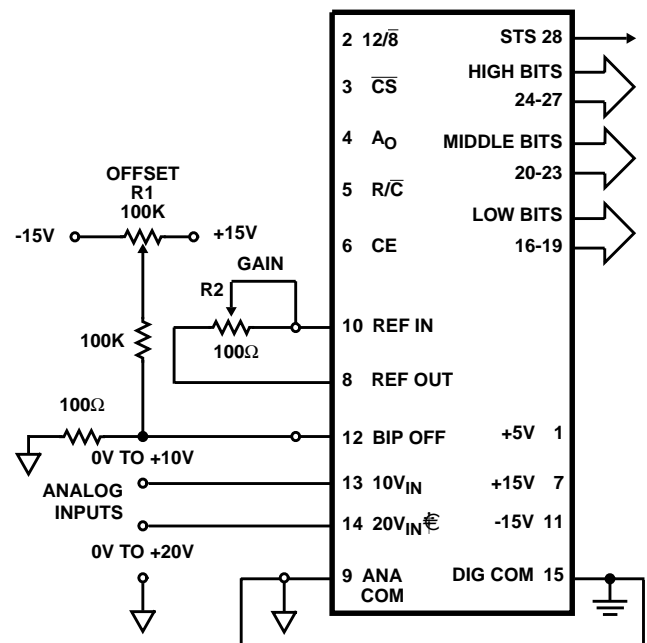 2 12/8̅
STS 28
HIGH BITS
24-27
3 C̅S̅
4 AO
MIDDLE BITS
20-23
5 R/C̅
LOW BITS
16-19
6 CE
OFFSET
R1
100K
-15V
+15V
GAIN
R2
100Ω
100K
10 REF IN
8 REF OUT
100Ω
12 BIP OFF
+5V 1
0V TO +10V
13 10VIN
+15V 7
ANALOG
INPUTS
14 20VIN
-15V 11
0V TO +20V
9 ANA
COM
DIG COM 15